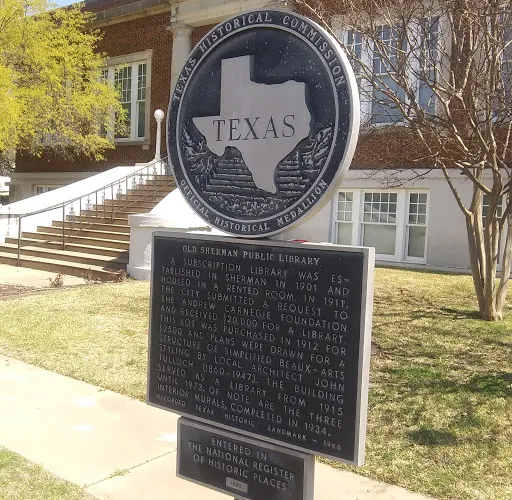 TEXAS HISTORICAL COMMISSION
TEXAS
OFFICIAL HISTORICAL MEDALLION
OLD SHERMAN PUBLIC LIBRARY
A SUBSCRIPTION LIBRARY WAS ES-
TABLISHED IN SHERMAN IN 1901 AND
HOUSED IN A RENTED ROOM. IN 1911,
THE CITY SUBMITTED A REQUEST TO
THE ANDREW CARNEGIE FOUNDATION
AND RECEIVED $20,000 FOR A LIBRARY.
THIS LOT WAS PURCHASED IN 1912 FOR
$2500 AND PLANS WERE DRAWN FOR A
STRUCTURE OF SIMPLIFIED BEAUX-ARTS
STYLING BY LOCAL ARCHITECT JOHN
TULLOCH (1860-1947). THE BUILDING
SERVED AS A LIBRARY FROM 1915
UNTIL 1973. OF NOTE ARE THE THREE
INTERIOR MURALS, COMPLETED IN 1934.
RECORDED TEXAS HISTORIC LANDMARK - 1986
ENTERED IN
THE NATIONAL REGISTER
OF HISTORIC PLACES